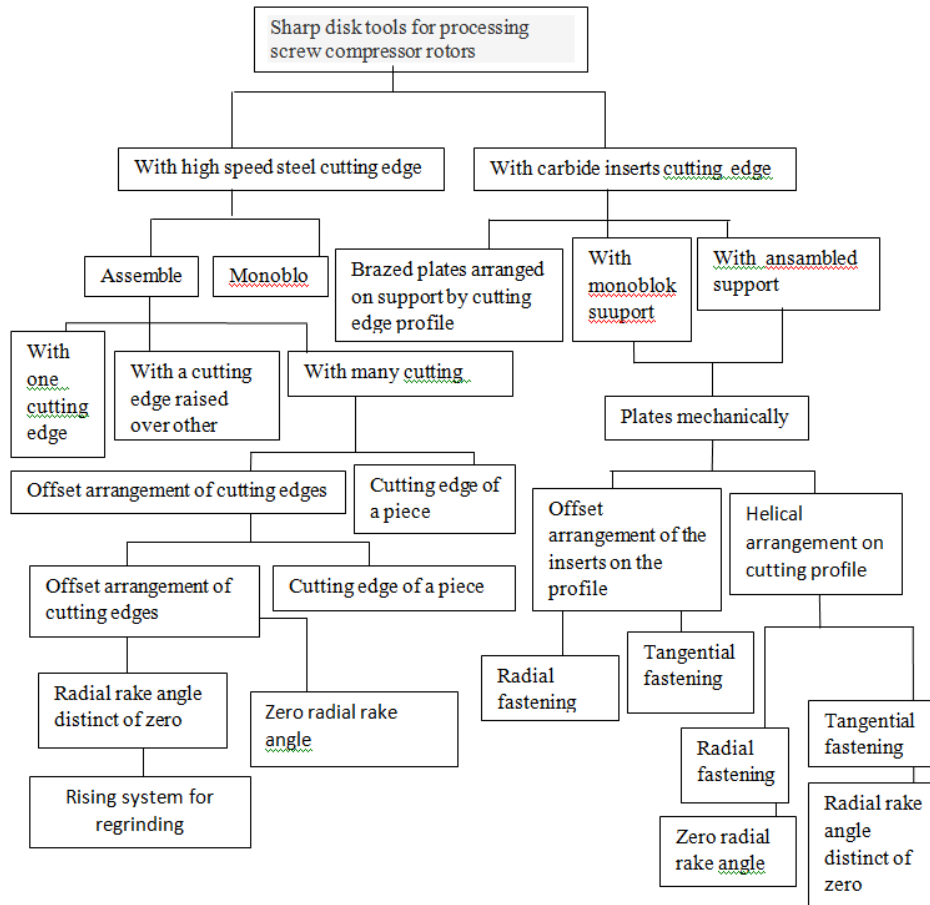 Sharp disk tools for processing
screw compressor rotors
With high speed steel cutting edge
With carbide inserts cutting edge
Assemble
Monoblo
Brazed plates arranged
on support by cutting
edge profile
With
monoblok
suuport
With ansambled
support
With
one
cutting
edge
With a cutting
edge raised
over other
With many cutting
Plates mechanically
Offset arrangement of cutting edges
Cutting edge of
a piece
Offset
arrangement of the
inserts on the
profile
Helical
arrangement on
cutting profile
Offset arrangement of
cutting edges
Cutting edge of a piece
Radial
fastening
Tangential
fastening
Radial rake angle
distinct of zero
Zero radial rake
angle
Radial
fastening
Tangential
fastening
Rising system for
regrinding
Zero radial
rake angle
Radial rake
angle
distinct of
zero